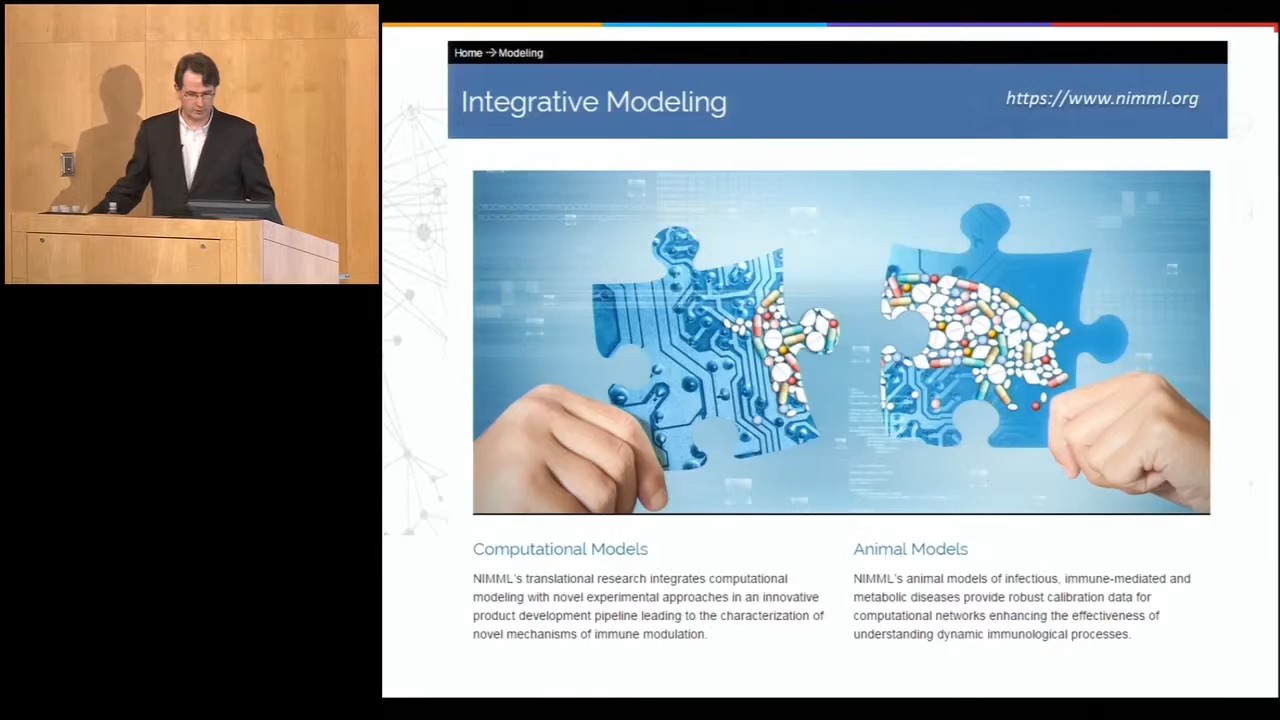 Home → Modeling
Integrative Modeling
https://www.nimml.org
Computational Models
NIMML's translational research integrates computational
modeling with novel experimental approaches in an innovative
product development pipeline leading to the characterization of
novel mechanisms of immune modulation.
Animal Models
NIMML's animal models of infectious, immune-mediated and
metabolic diseases provide robust calibration data for
computational networks enhancing the effectiveness of
understanding dynamic immunological processes.